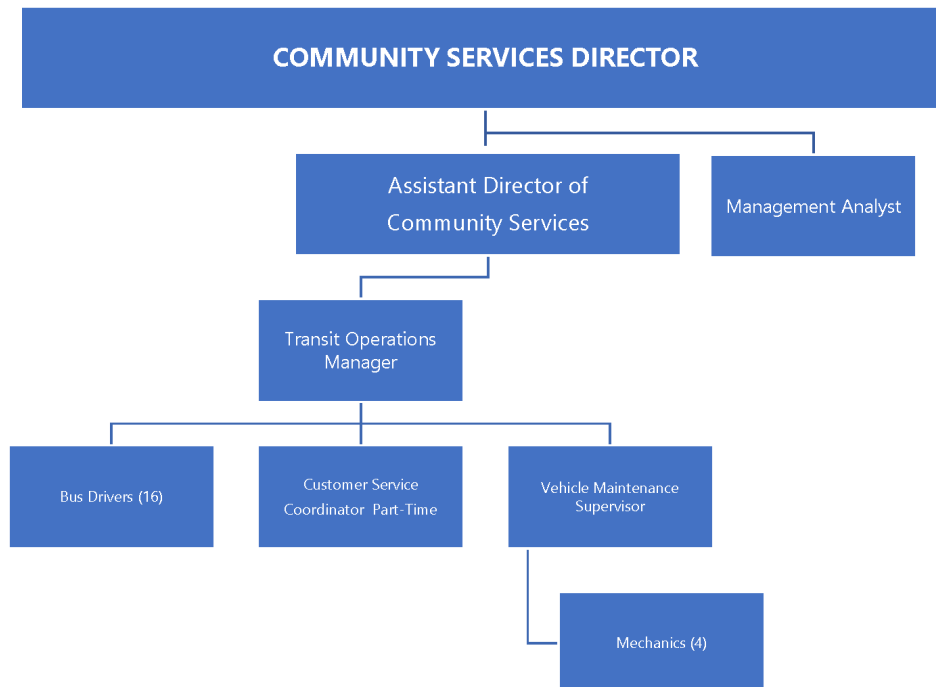 COMMUNITY SERVICES DIRECTOR
Assistant Director of
Community Services
Management Analyst
Transit Operations
Manager
Bus Drivers (16)
Customer Service
Coordinator  Part-Time
Vehicle Maintenance
Supervisor
Mechanics (4)